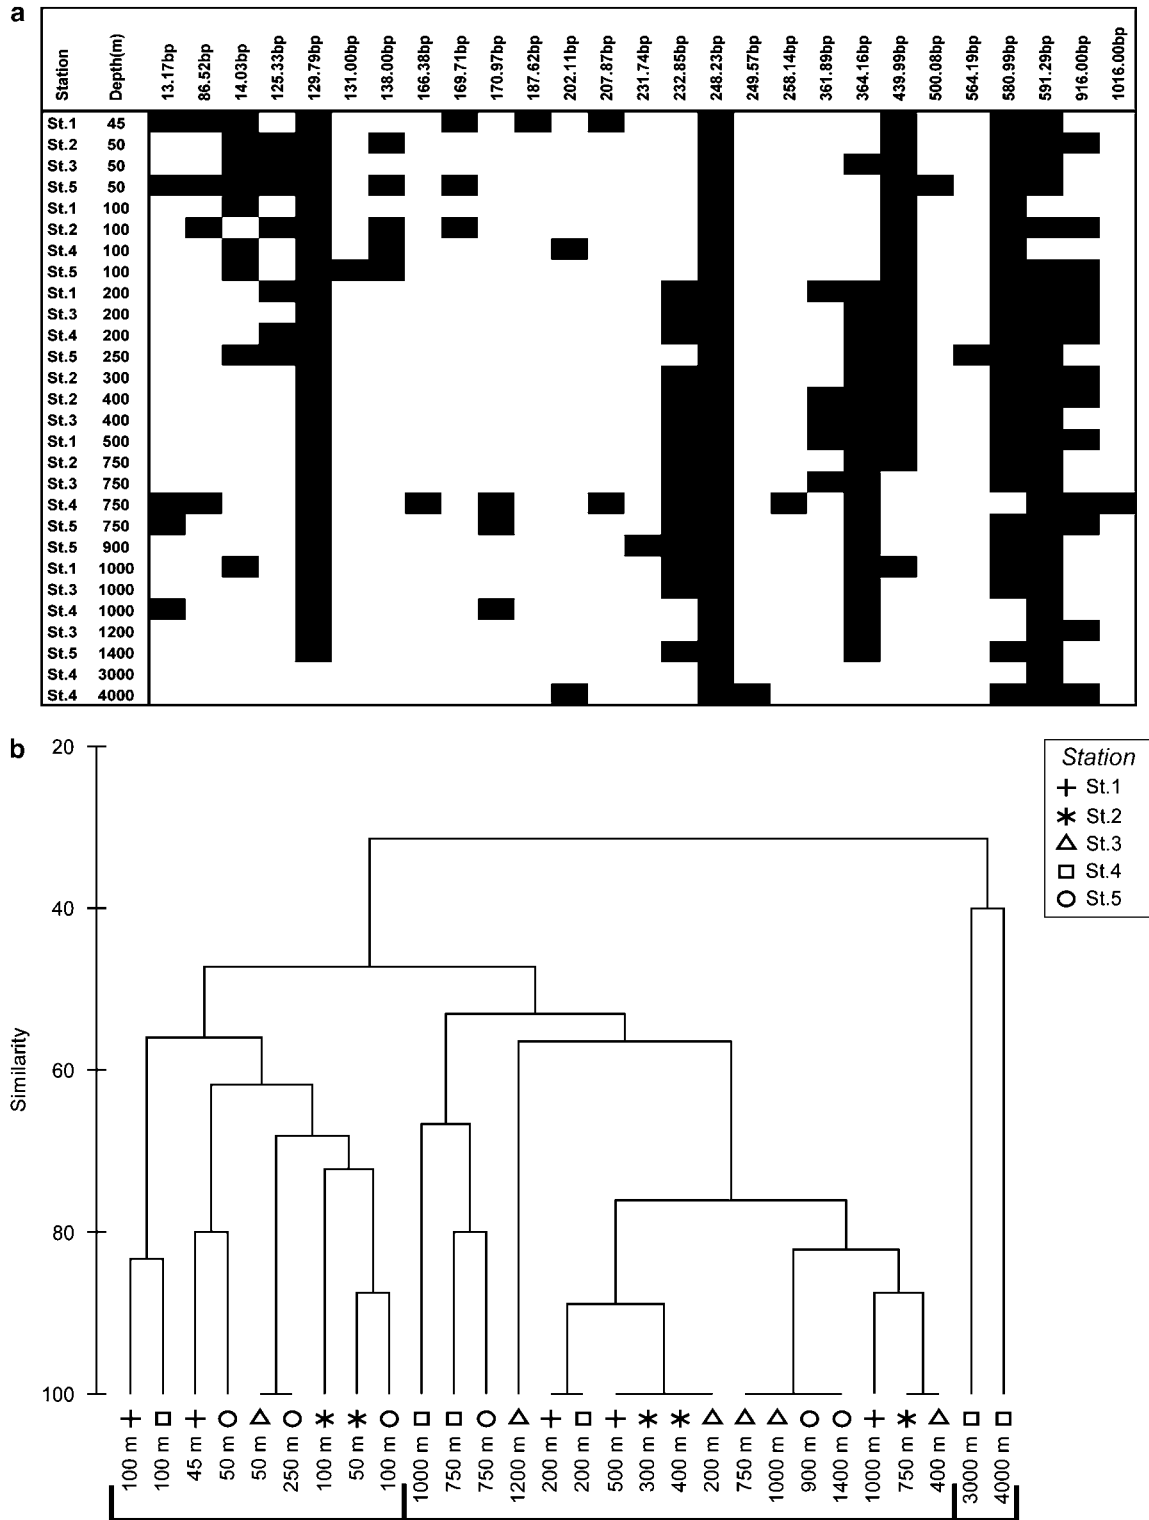 a
Station Depth(m) 13.17bp 86.52bp 14.03bp 125.33bp 129.79bp 131.00bp 138.00bp 166.38bp 169.71bp 170.97bp 187.62bp 202.11bp 207.87bp 231.74bp 232.85bp 248.23bp 249.57bp 258.14bp 361.89bp 364.16bp 439.99bp 500.08bp 564.19bp 580.99bp 591.29bp 916.00bp 1016.00bp
St.1 45
St.2 50
St.3 50
St.5 50
St.1 100
St.2 100
St.4 100
St.5 100
St.1 200
St.3 200
St.4 200
St.5 250
St.2 300
St.2 400
St.3 400
St.1 500
St.2 750
St.3 750
St.4 750
St.5 750
St.5 900
St.1 1000
St.3 1000
St.4 1000
St.3 1200
St.5 1400
St.4 3000
St.4 4000
b
Similarity
20
40
60
80
100
Station
St.1
St.2
St.3
St.4
St.5
100 m 100 m 45 m 50 m 50 m 250 m 100 m 50 m 100 m 1000 m 750 m 750 m 1200 m 200 m 200 m 500 m 300 m 400 m 200 m 750 m 1000 m 900 m 1400 m 1000 m 750 m 400 m 3000 m 4000 m